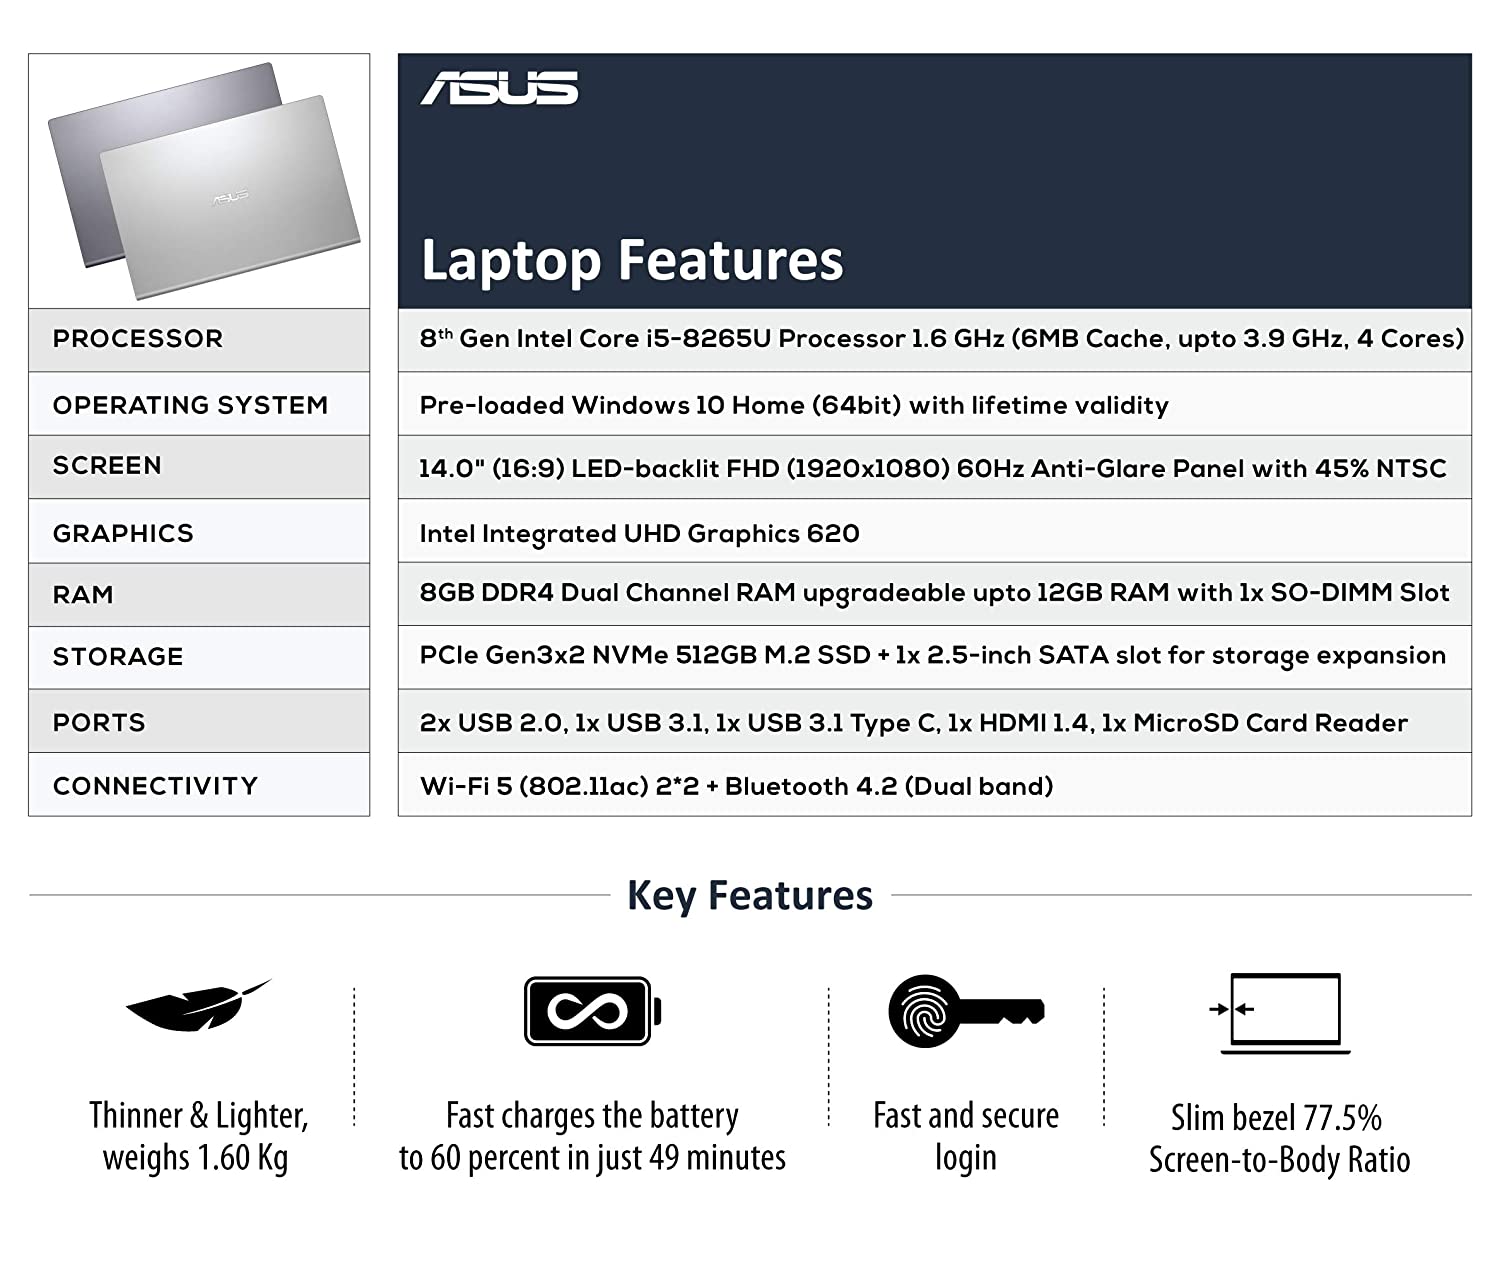 ASUS
ASUS
Laptop Features
PROCESSOR
8th Gen Intel Core i5-8265U Processor 1.6 GHz (6MB Cache, upto 3.9 GHz, 4 Cores)
OPERATING SYSTEM
Pre-loaded Windows 10 Home (64bit) with lifetime validity
SCREEN
14.0" (16:9) LED-backlit FHD (1920x1080) 60Hz Anti-Glare Panel with 45% NTSC
GRAPHICS
Intel Integrated UHD Graphics 620
RAM
8GB DDR4 Dual Channel RAM upgradeable upto 12GB RAM with 1x SO-DIMM Slot
STORAGE
PCIe Gen3x2 NVMe 512GB M.2 SSD + 1x 2.5-inch SATA slot for storage expansion
PORTS
2x USB 2.0, 1x USB 3.1, 1x USB 3.1 Type C, 1x HDMI 1.4, 1x MicroSD Card Reader
CONNECTIVITY
Wi-Fi 5 (802.11ac) 2*2 + Bluetooth 4.2 (Dual band)
Key Features
Thinner & Lighter,
weighs 1.60 Kg
Fast charges the battery
to 60 percent in just 49 minutes
Fast and secure
login
Slim bezel 77.5%
Screen-to-Body Ratio